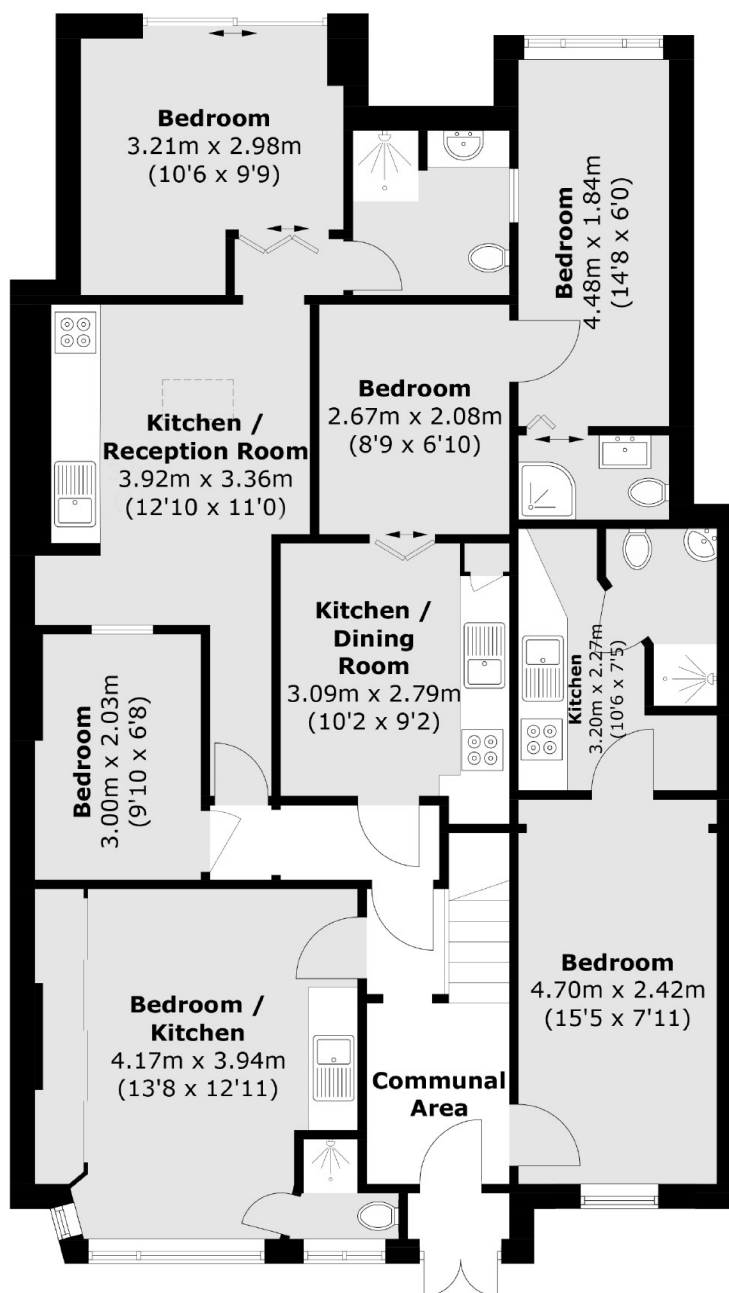 Bedroom
3.21m x 2.98m
(10'6 x 9'9)
Bedroom
4.48m x 1.84m
(14'8 x 6'0)
Bedroom
2.67m x 2.08m
(8'9 x 6'10)
Kitchen /
Reception Room
3.92m x 3.36m
(12'10 x 11'0)
Kitchen /
Dining
Room
3.09m x 2.79m
(10'2 x 9'2)
Kitchen
3.20m x 2.27m
(10'6 x 7'5)
Bedroom
3.00m x 2.03m
(9'10 x 6'8)
Bedroom
4.70m x 2.42m
(15'5 x 7'11)
Bedroom /
Kitchen
4.17m x 3.94m
(13'8 x 12'11)
Communal
Area